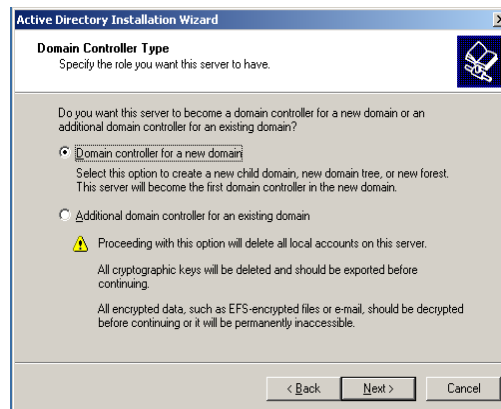 Active Directory Installation Wizard
Domain Controller Type
Specify the role you want this server to have.
Do you want this server to become a domain controller for a new domain or an
additional domain controller for an existing domain?
Domain controller for a new domain
Select this option to create a new child domain, new domain tree, or new forest.
This server will become the first domain controller in the new domain.
Additional domain controller for an existing domain
Proceeding with this option will delete all local accounts on this server.
All cryptographic keys will be deleted and should be exported before
continuing.
All encrypted data, such as EFS-encrypted files or e-mail, should be decrypted
before continuing or it will be permanently inaccessible.
< Back
Next >
Cancel